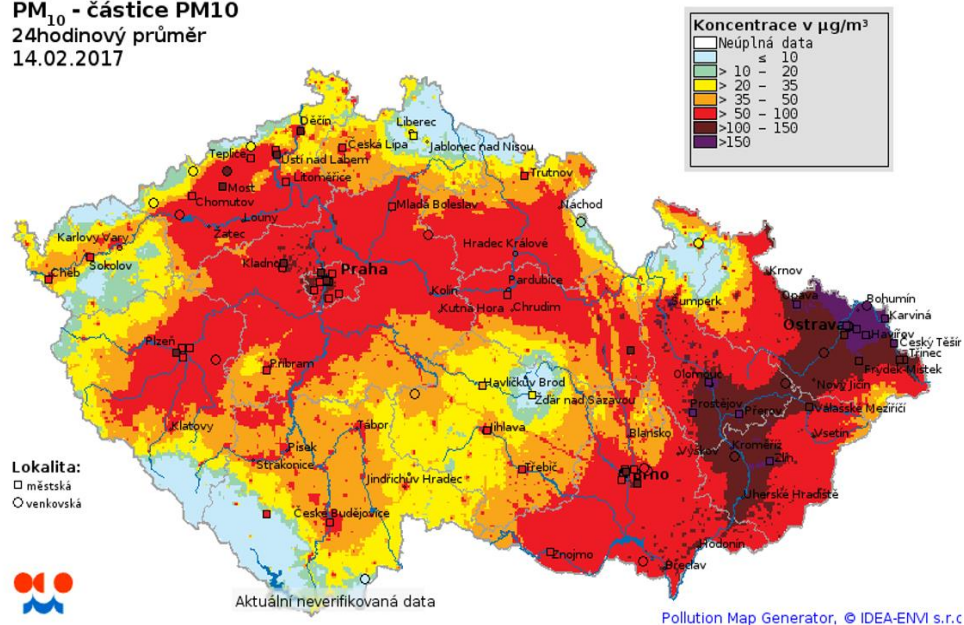 PM10 - částice PM10
24hodinový průměr
14.02.2017
Koncentrace v µg/m³
Neúplná data
≤ 10
> 10 - 20
> 20 - 35
> 35 - 50
> 50 - 100
>100 - 150
>150
Děčín
Liberec
Česká Lípa
Jablonec nad Nisou
Teplice
Ústí nad Labem
Litoměřice
Trutnov
Most
Chomutov
Mladá Boleslav
Náchod
Louny
Žatec
Karlovy Vary
Hradec Králové
Sokolov
Kladno
Praha
Cheb
Krnov
Kolín
Pardubice
Kutna Hora
Chrudim
Šumperk
Opava
Bohumín
Karviná
Ostrava
Havířov
Český Těšín
Plzeň
Třinec
Příbram
Frýdek-Místek
Olomouc
Nový Jičín
Havlíčkův Brod
Žďár nad Sázavou
Prostějov
Přerov
Valašské Meziříčí
Klatovy
Tábor
Jihlava
Blansko
Vsetín
Písek
Kroměříž
Vyškov
Zlín
Strakonice
Třebíč
Brno
Jindřichův Hradec
Uherské Hradiště
České Budějovice
Hodonín
Znojmo
Břeclav
Lokalita:
městská
venkovská
Aktuální neverifikovaná data
Pollution Map Generator, © IDEA-ENVI s.r.o